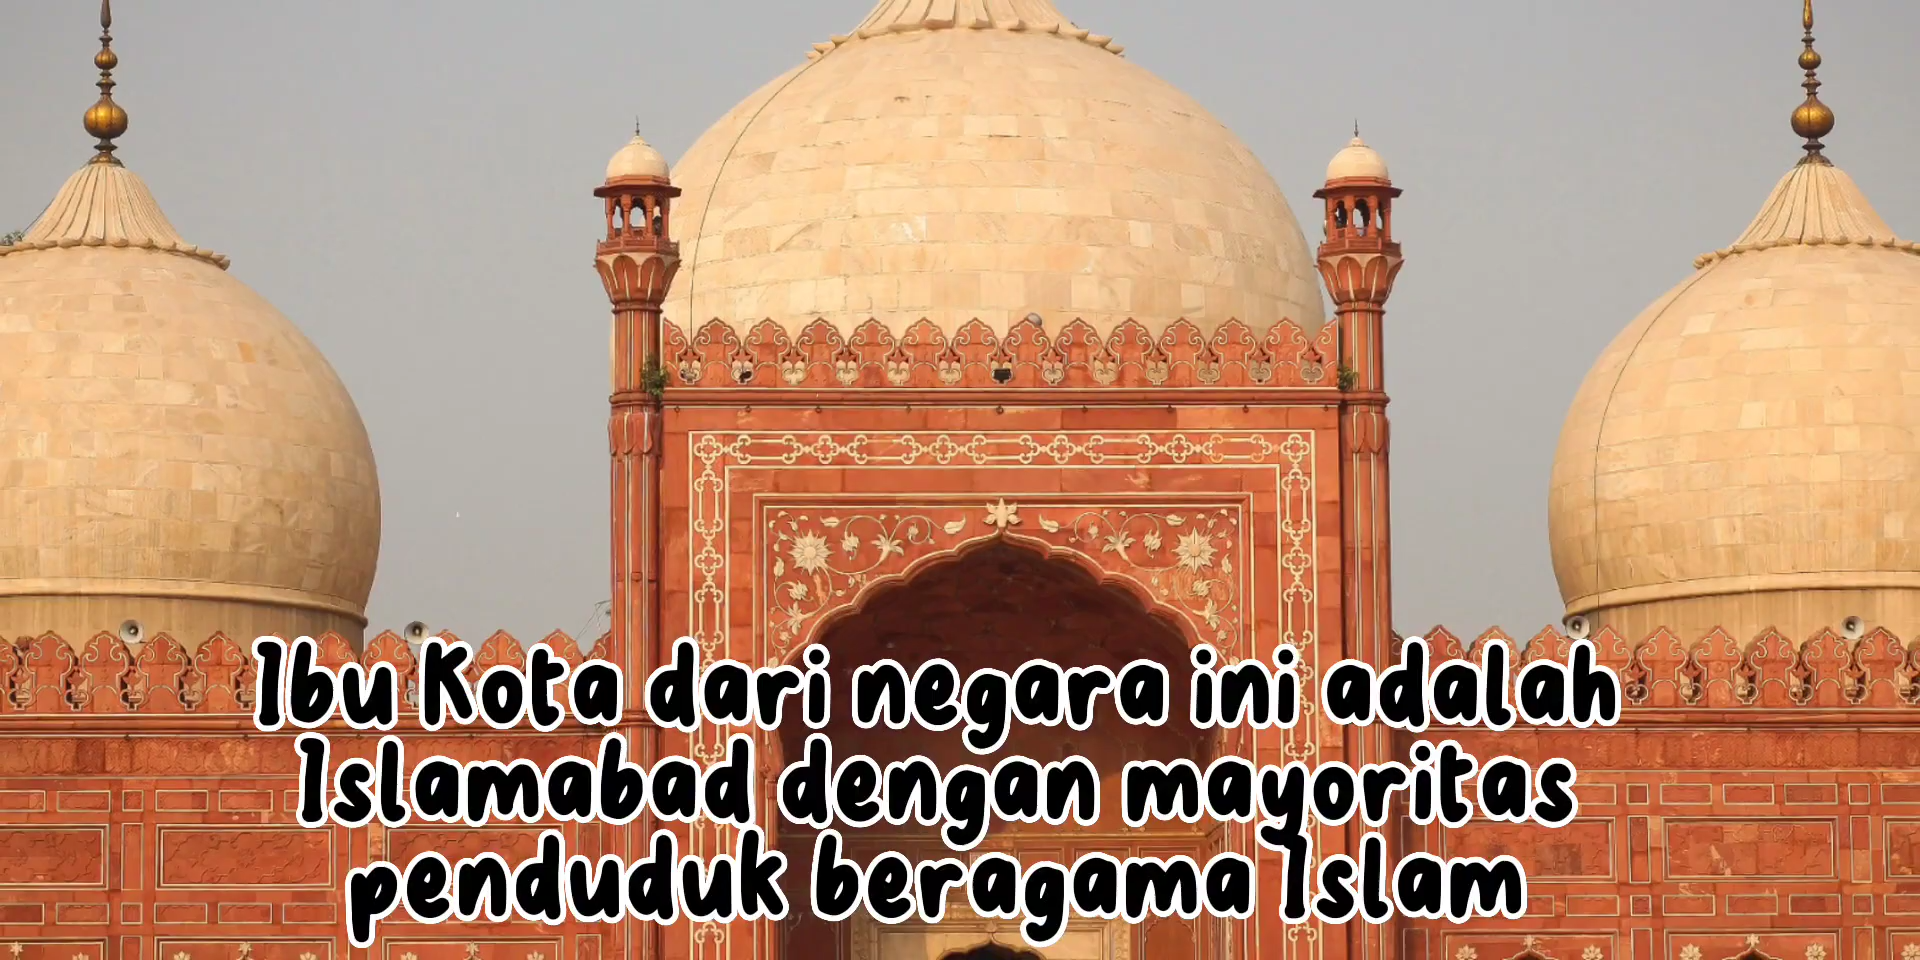 Ibu Kota dari negara ini adalah
Islamabad dengan mayoritas
penduduk beragama Islam